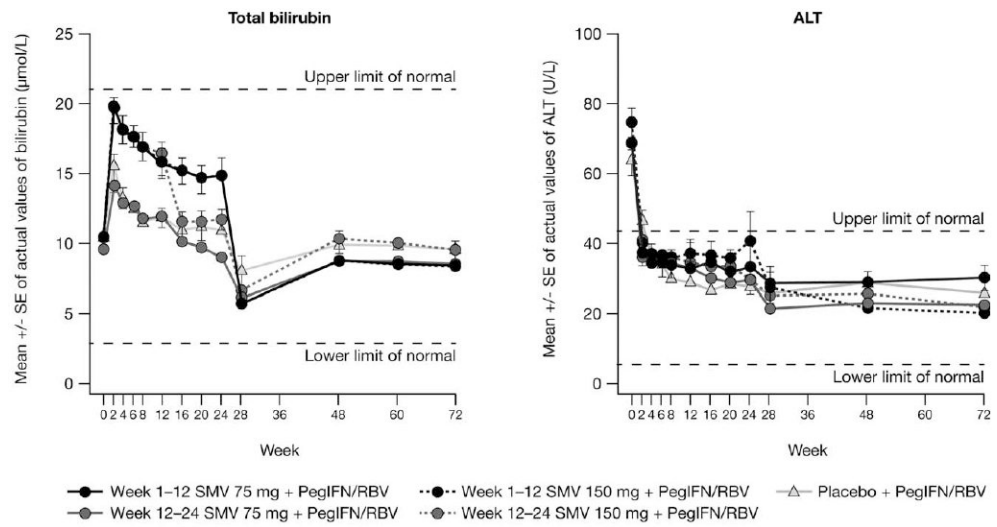 Total bilirubin
Mean +/- SE of actual values of bilirubin (μmol/L)
25
20
15
10
5
0
Upper limit of normal
Lower limit of normal
0 2 4 6 8 12 16 20 24 28 36 48 60 72
Week
ALT
Mean +/- SE of actual values of ALT (U/L)
100
80
60
40
20
0
Upper limit of normal
Lower limit of normal
0 2 4 6 8 12 16 20 24 28 36 48 60 72
Week
Week 1–12 SMV 75 mg + PegIFN/RBV
Week 1–12 SMV 150 mg + PegIFN/RBV
Placebo + PegIFN/RBV
Week 12–24 SMV 75 mg + PegIFN/RBV
Week 12–24 SMV 150 mg + PegIFN/RBV